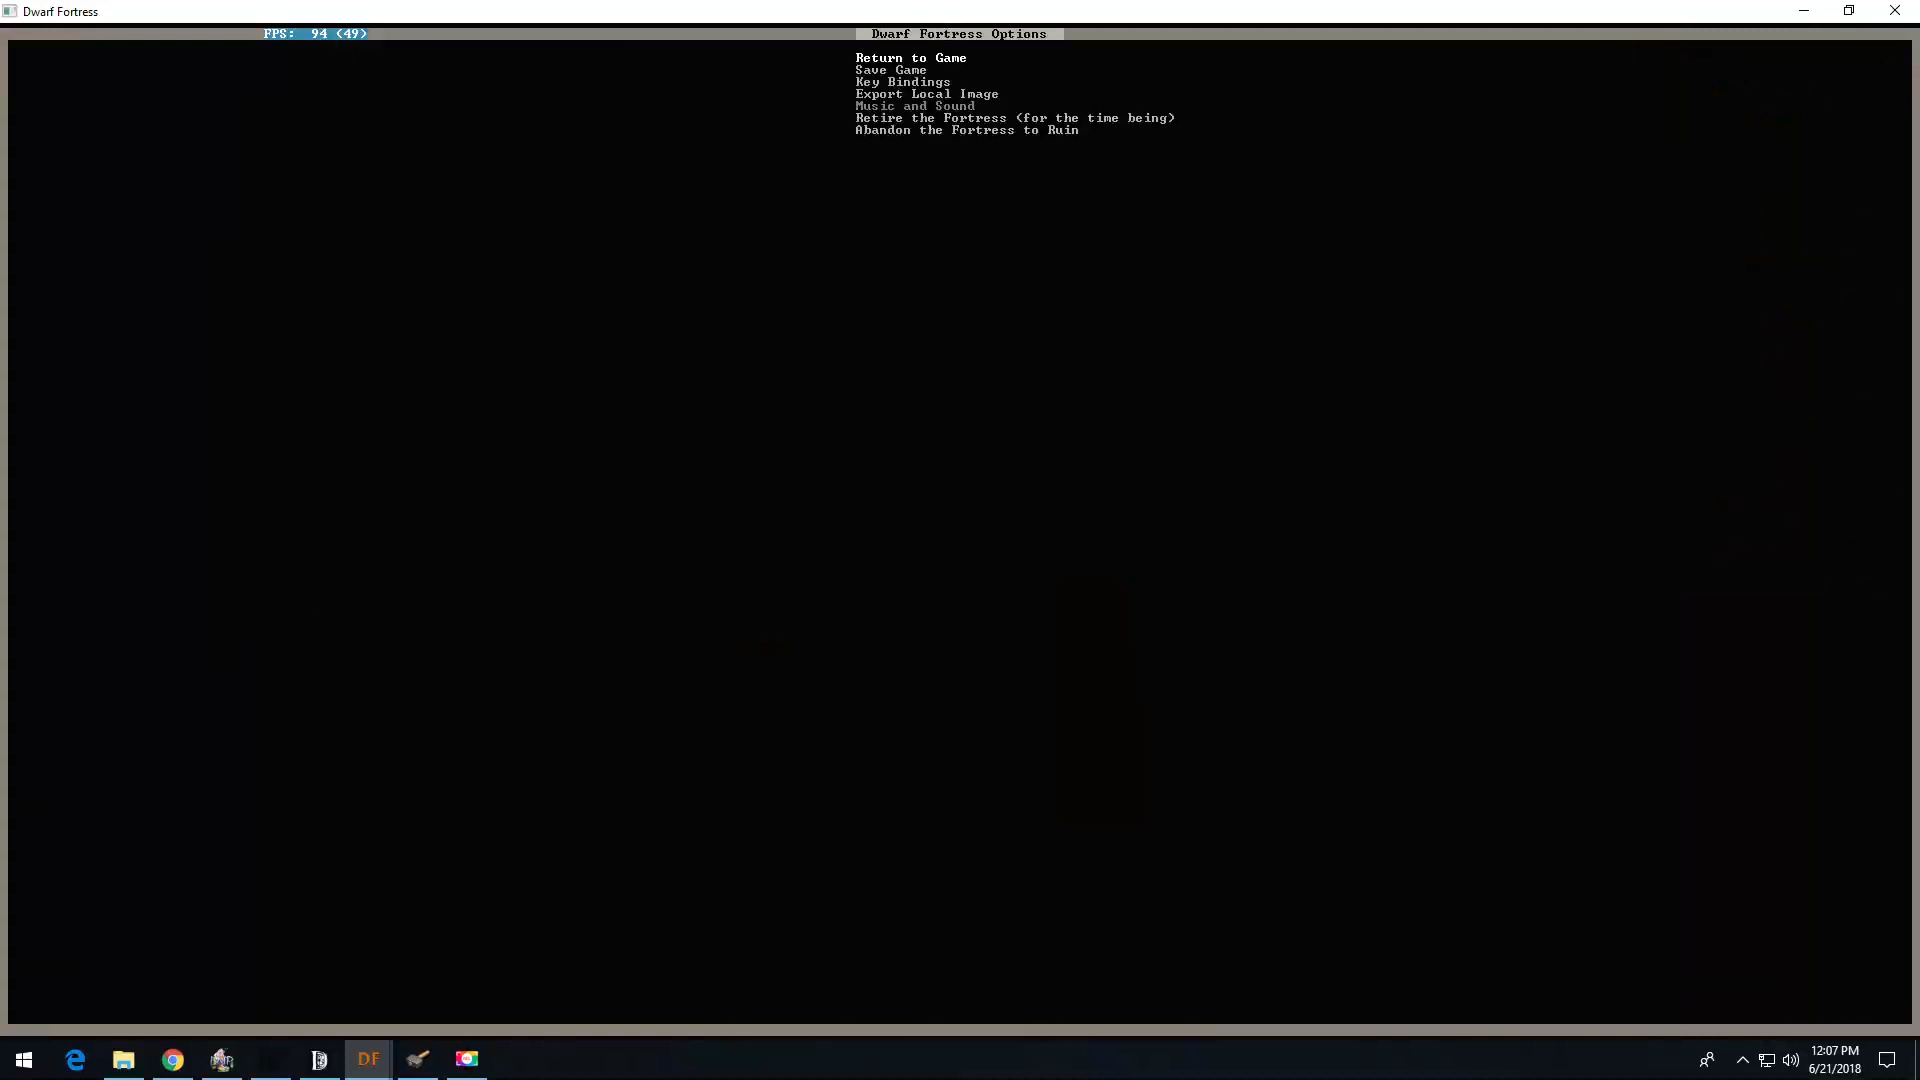 Dwarf Fortress
FPS: 94 (49)
Dwarf Fortress Options
Return to Game
Save Game
Key Bindings
Export Local Image
Music and Sound
Retire the Fortress (for the time being)
Abandon the Fortress to Ruin
DF
12:07 PM
6/21/2018